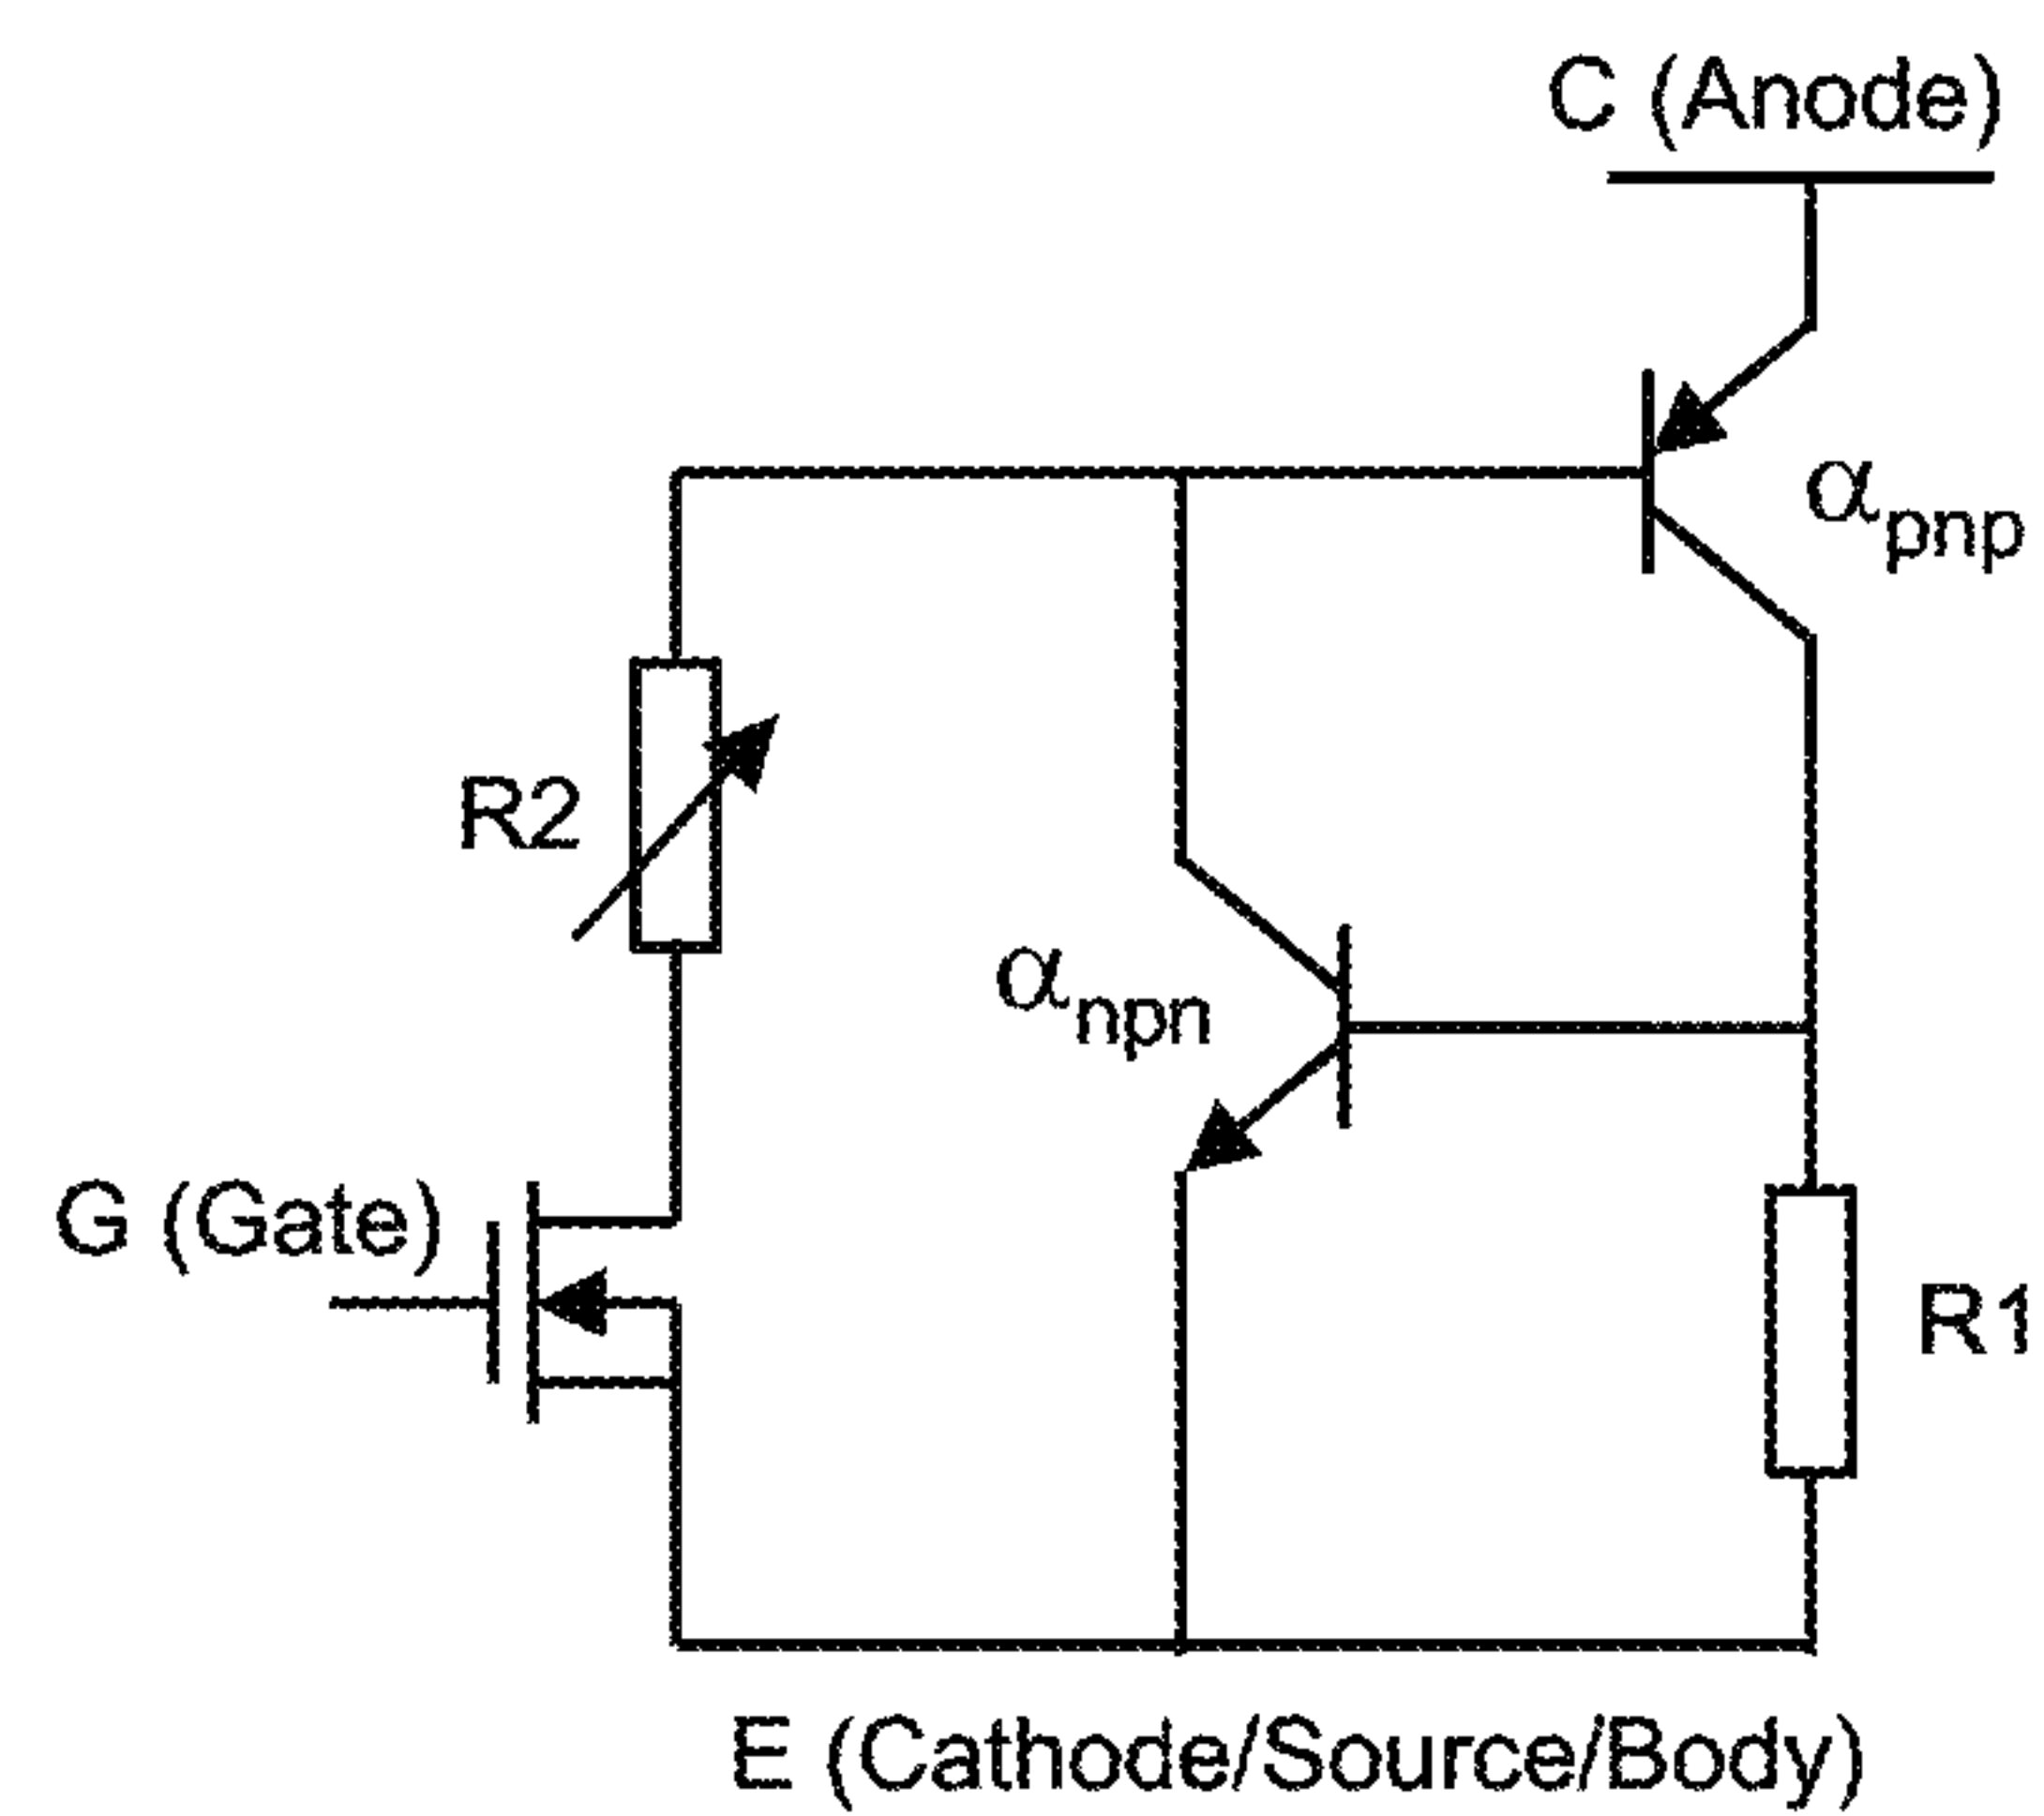 C (Anode)
αpnp
R2
αnpn
G (Gate)
R1
E (Cathode/Source/Body)